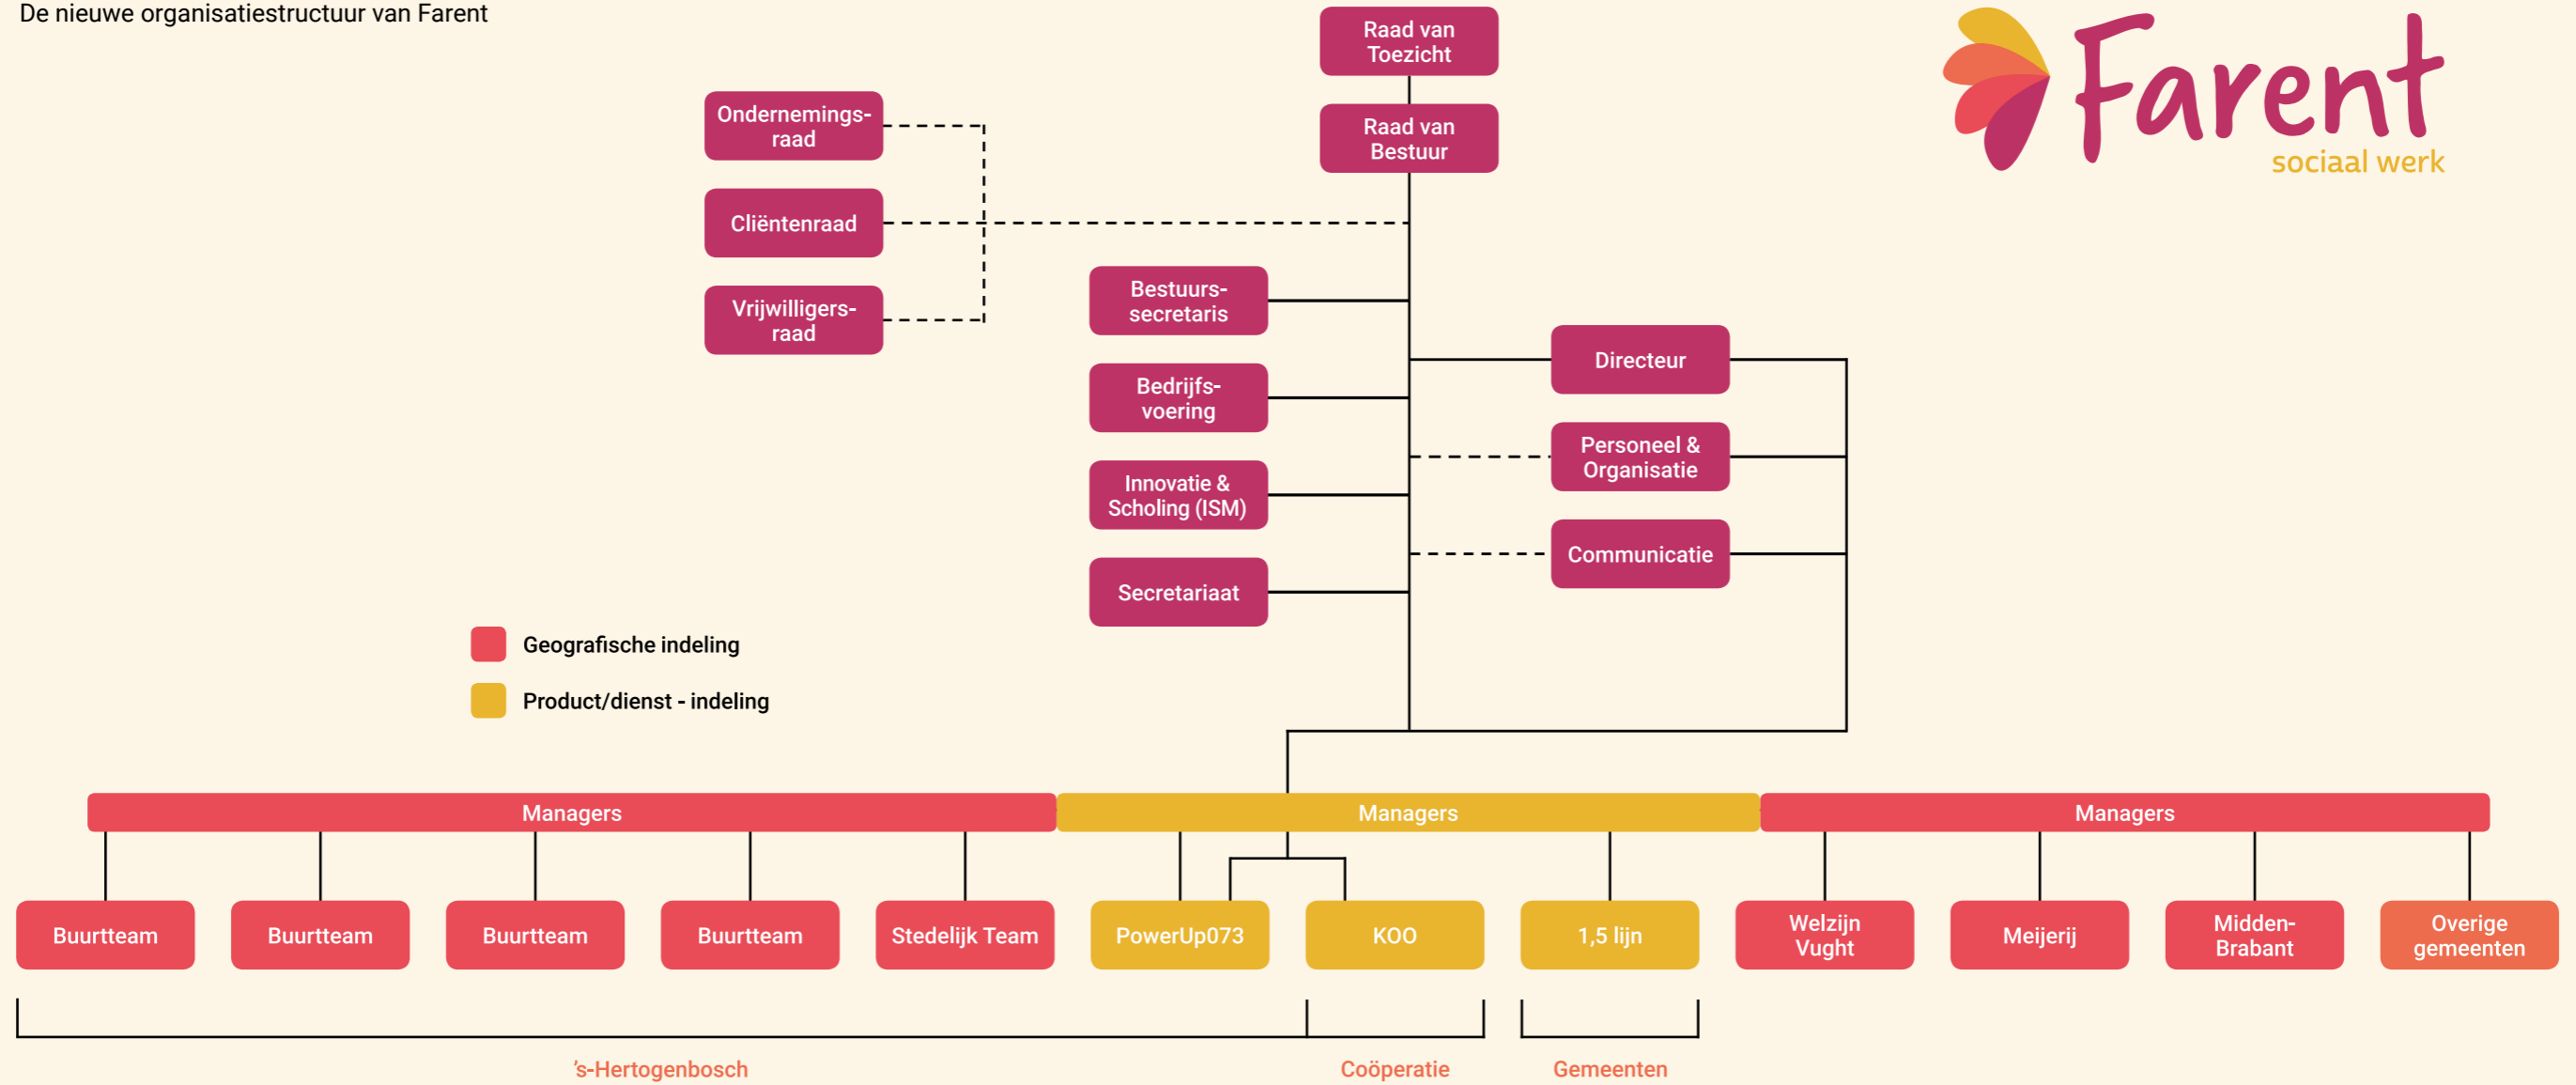 De nieuwe organisatiestructuur van Farent
Raad van
Toezicht
Farent
sociaal werk
Ondernemings-
raad
Raad van
Bestuur
Cliëntenraad
Vrijwilligers-
raad
Bestuurs-
secretaris
Directeur
Bedrijfs-
voering
Personeel &
Organisatie
Innovatie &
Scholing (ISM)
Communicatie
Secretariaat
Geografische indeling
Product/dienst - indeling
Managers
Managers
Managers
Buurtteam
Buurtteam
Buurtteam
Buurtteam
Stedelijk Team
PowerUp073
KOO
1,5 lijn
Welzijn
Vught
Meijerij
Midden-
Brabant
Overige
gemeenten
's-Hertogenbosch
Coöperatie
Gemeenten